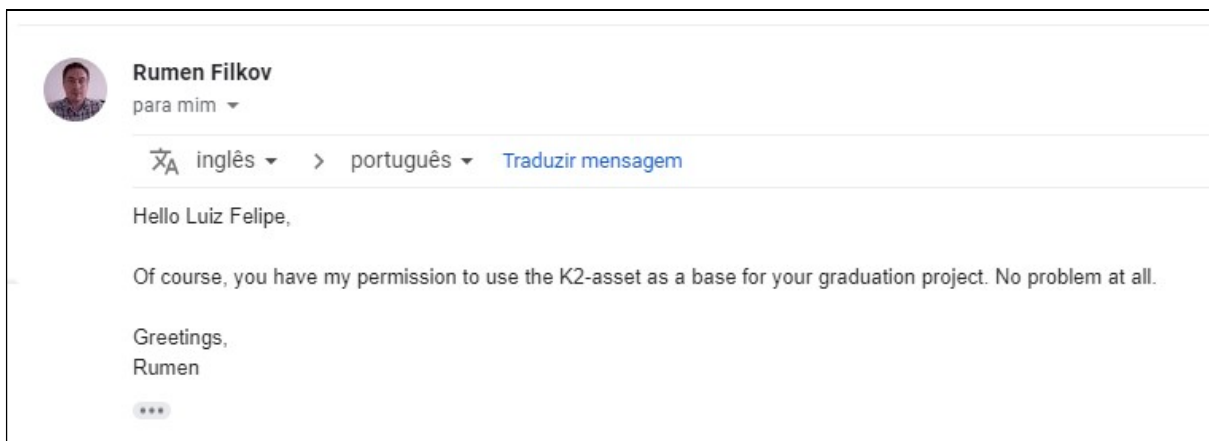 Rumen Filkov
para mim
inglês > português Traduzir mensagem
Hello Luiz Felipe,
Of course, you have my permission to use the K2-asset as a base for your graduation project. No problem at all.
Greetings,
Rumen